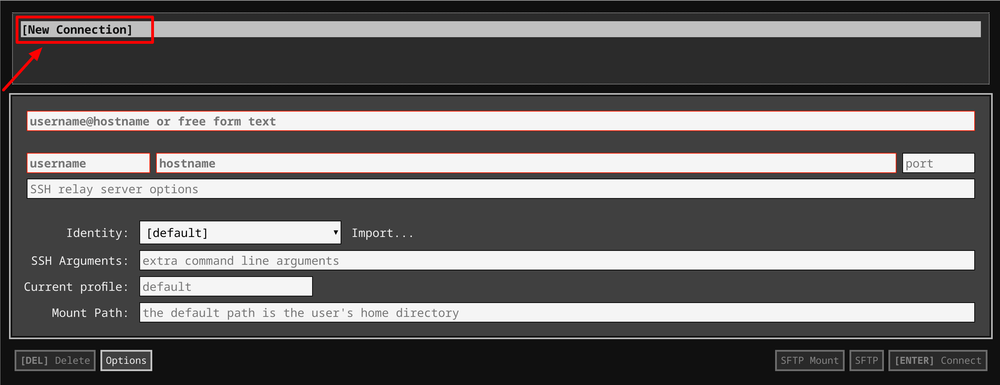 [New Connection]
username@hostname or free form text
username hostname port
SSH relay server options
Identity: [default] Import...
SSH Arguments: extra command line arguments
Current profile: default
Mount Path: the default path is the user's home directory
[DEL] Delete Options SFTP Mount SFTP [ENTER] Connect